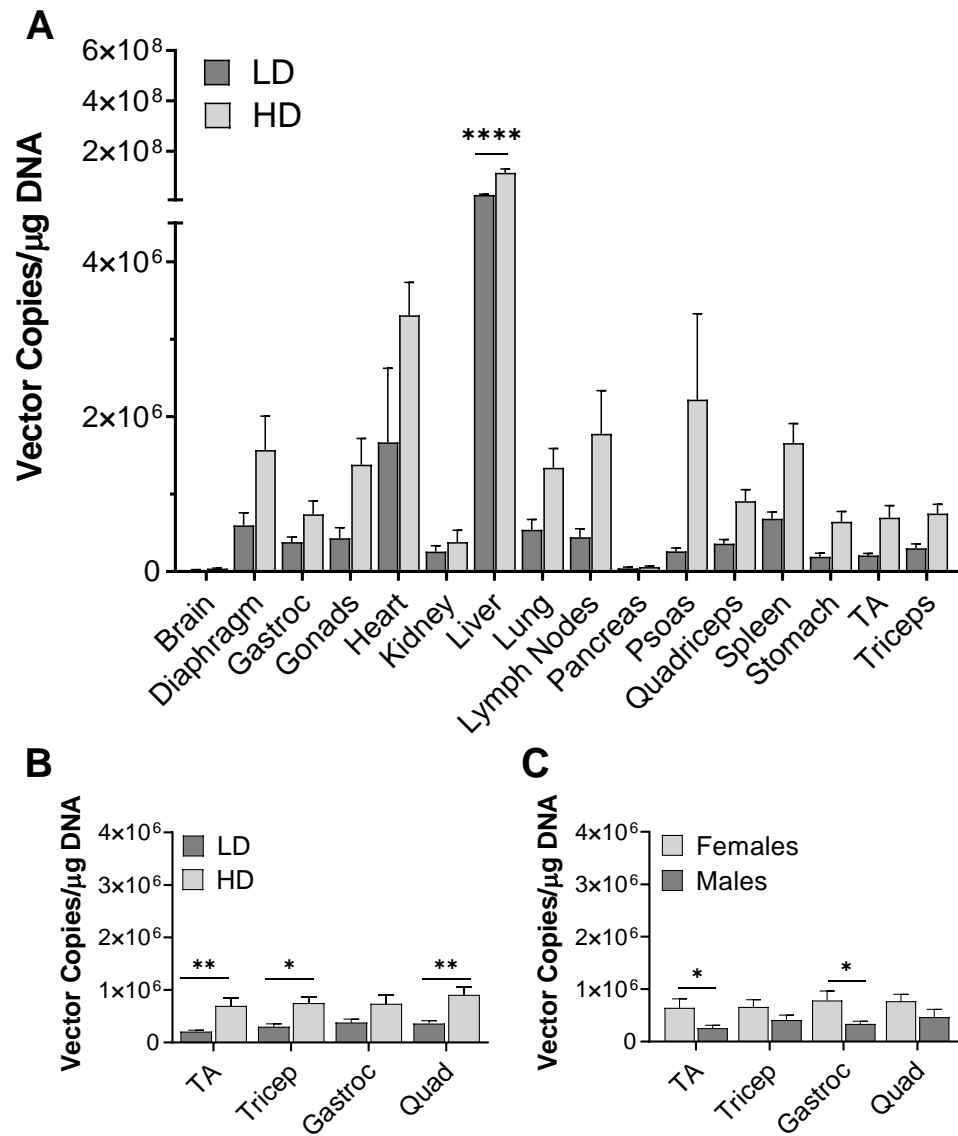 A
6×10⁸
4×10⁸
2×10⁸
4×10⁶
2×10⁶
0
Vector Copies/μg DNA
LD
HD
****
Brain
Diaphragm
Gastroc
Gonads
Heart
Kidney
Liver
Lung
Lymph Nodes
Pancreas
Psoas
Quadriceps
Spleen
Stomach
TA
Triceps
B
Vector Copies/μg DNA
4×10⁶
3×10⁶
2×10⁶
1×10⁶
0
LD
HD
**
*
**
TA
Tricep
Gastroc
Quad
C
Vector Copies/μg DNA
4×10⁶
3×10⁶
2×10⁶
1×10⁶
0
Females
Males
*
*
TA
Tricep
Gastroc
Quad